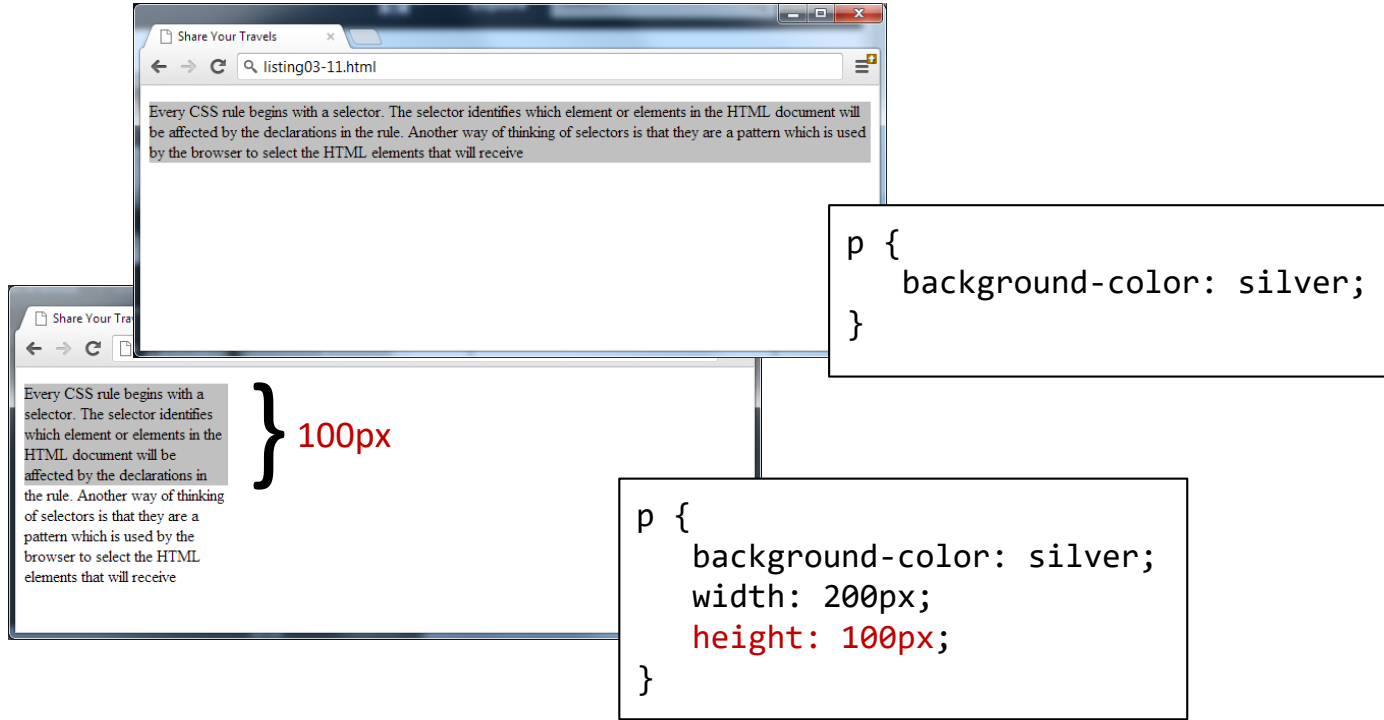 Share Your Travels
listing03-11.html
Every CSS rule begins with a selector. The selector identifies which element or elements in the HTML document will
be affected by the declarations in the rule. Another way of thinking of selectors is that they are a pattern which is used
by the browser to select the HTML elements that will receive
p {
background-color: silver;
}
Share Your Tra
Every CSS rule begins with a
selector. The selector identifies
which element or elements in the
HTML document will be
affected by the declarations in
the rule. Another way of thinking
of selectors is that they are a
pattern which is used by the
browser to select the HTML
elements that will receive
} 100px
p {
background-color: silver;
width: 200px;
height: 100px;
}